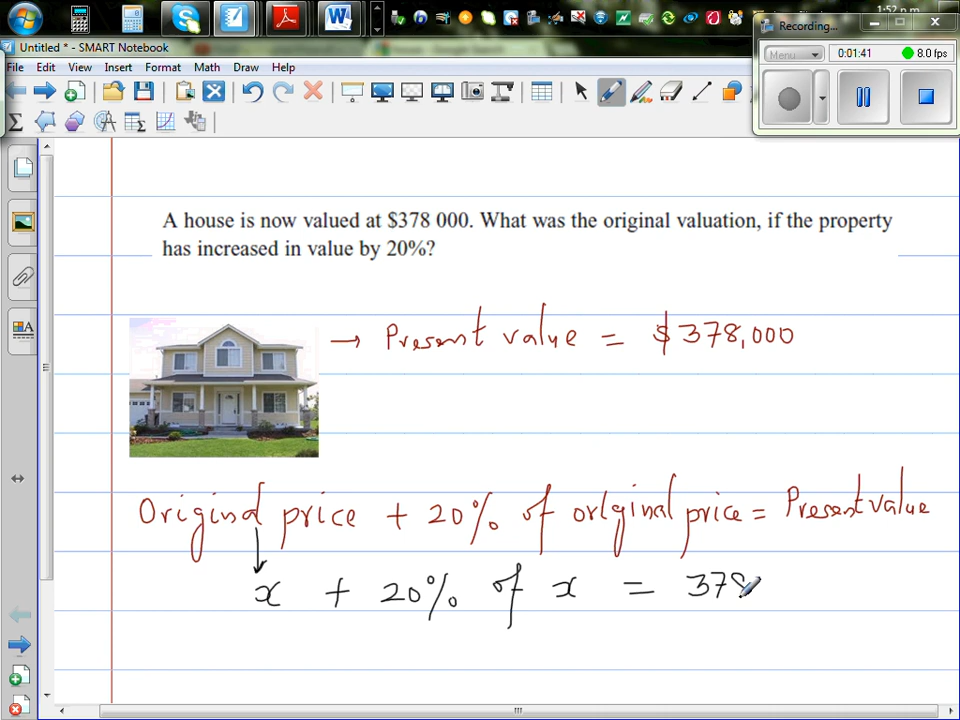 1:52 p.m.
Recording...
Untitled * - SMART Notebook
Menu
0:01:41
8.0 fps
File Edit View Insert Format Math Draw Help
A house is now valued at $378 000. What was the original valuation, if the property
has increased in value by 20%?
→ Present value = $378,000
Original price + 20% of original price = Present value
x + 20% of x = 378